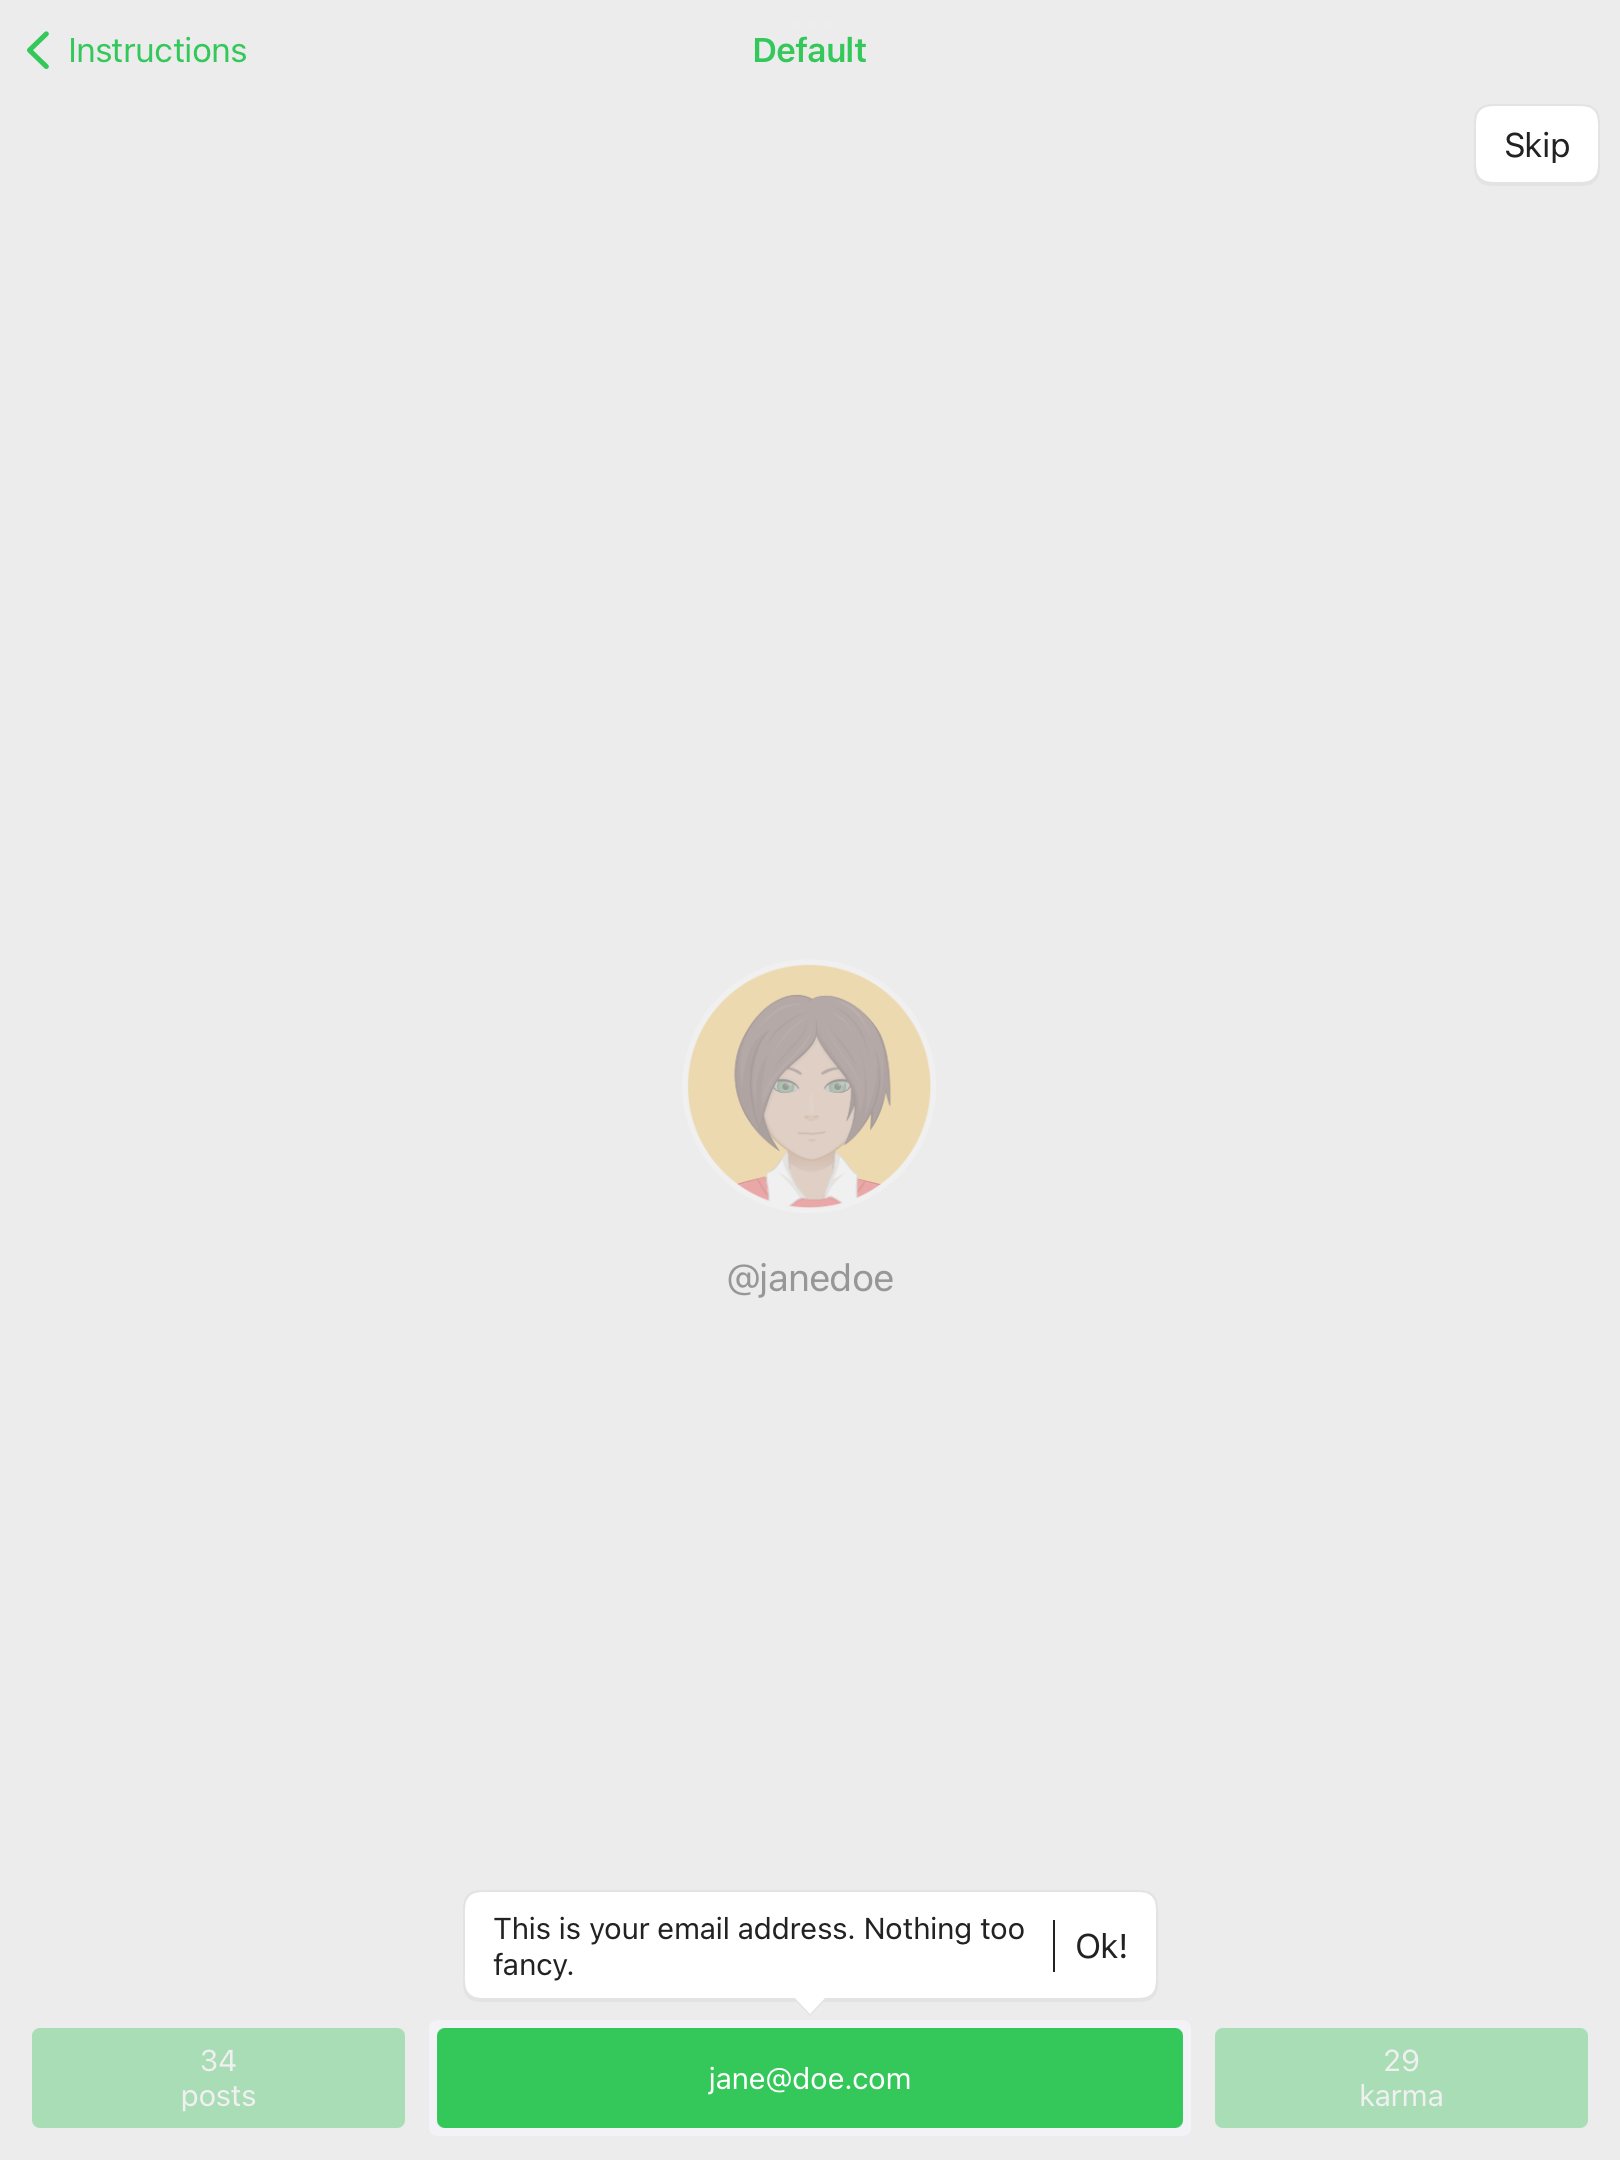 Instructions
Default
Skip
@janedoe
This is your email address. Nothing too
fancy.
Ok!
34
posts
jane@doe.com
29
karma